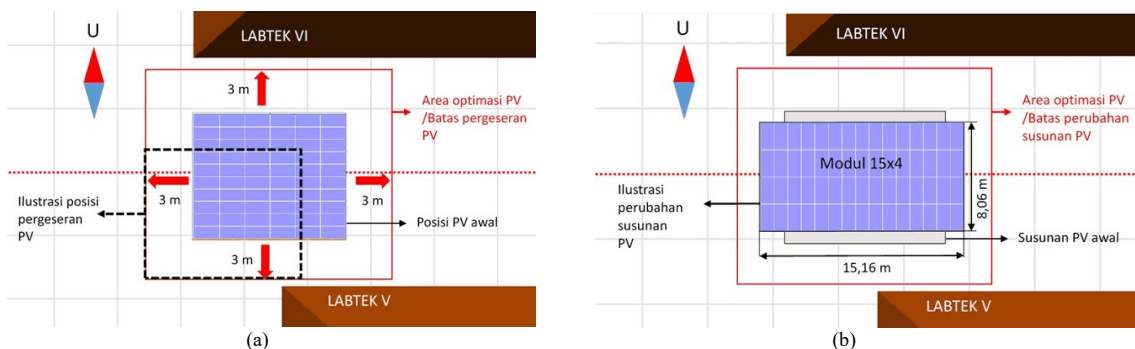 U
LABTEK VI
3 m
Area optimasi PV
/Batas pergeseran
PV
3 m
3 m
Ilustrasi posisi
pergeseran
PV
Posisi PV awal
3 m
LABTEK V
(a)
U
LABTEK VI
Area optimasi PV
/Batas perubahan
susunan PV
Modul 15x4
8,06 m
Ilustrasi
perubahan
susunan
PV
Susunan PV awal
15,16 m
LABTEK V
(b)